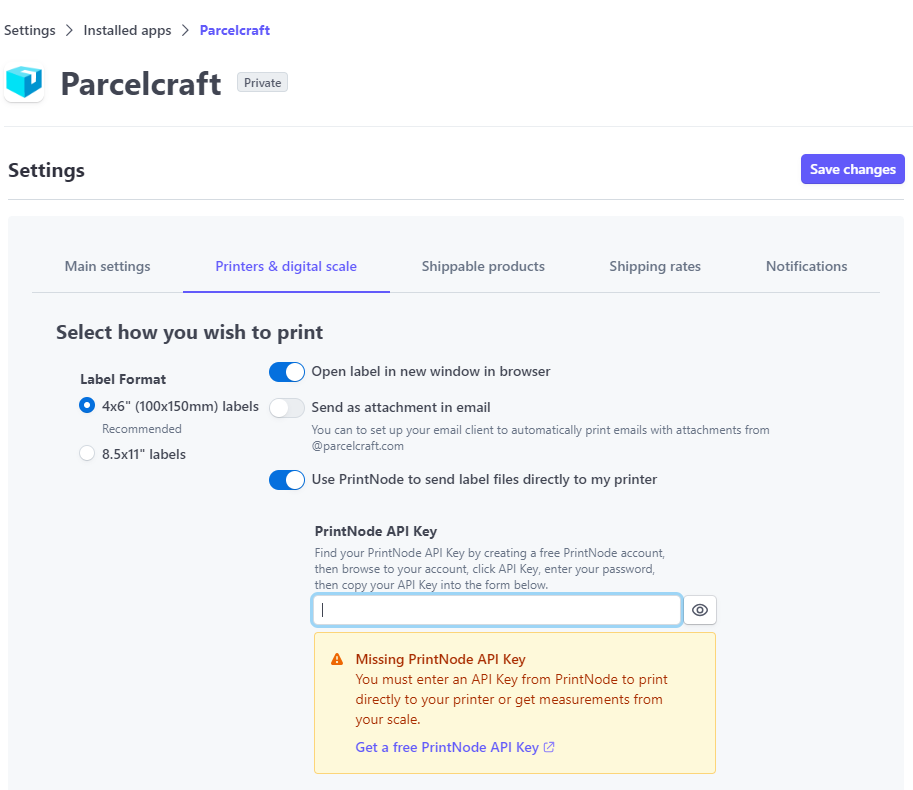 Settings > Installed apps > Parcelcraft
Parcelcraft Private
Settings
Save changes
Main settings Printers & digital scale Shippable products Shipping rates Notifications
Select how you wish to print
Label Format
4x6" (100x150mm) labels
Recommended
8.5x11" labels
Open label in new window in browser
Send as attachment in email
You can to set up your email client to automatically print emails with attachments from
@parcelcraft.com
Use PrintNode to send label files directly to my printer
PrintNode API Key
Find your PrintNode API Key by creating a free PrintNode account,
then browse to your account, click API Key, enter your password,
then copy your API Key into the form below.
Missing PrintNode API Key
You must enter an API Key from PrintNode to print
directly to your printer or get measurements from
your scale.
Get a free PrintNode API Key